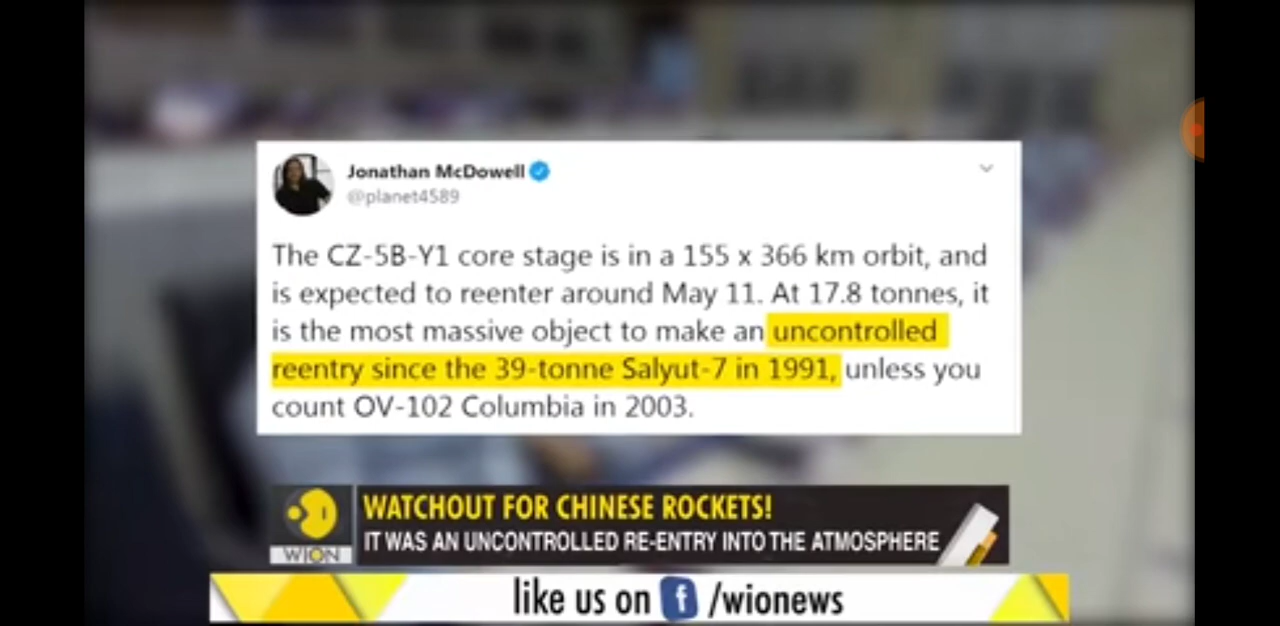 Jonathan McDowell
@planet4589
The CZ-5B-Y1 core stage is in a 155 x 366 km orbit, and
is expected to reenter around May 11. At 17.8 tonnes, it
is the most massive object to make an uncontrolled
reentry since the 39-tonne Salyut-7 in 1991, unless you
count OV-102 Columbia in 2003.
WATCHOUT FOR CHINESE ROCKETS!
IT WAS AN UNCONTROLLED RE-ENTRY INTO THE ATMOSPHERE
WION
like us on f /wionews